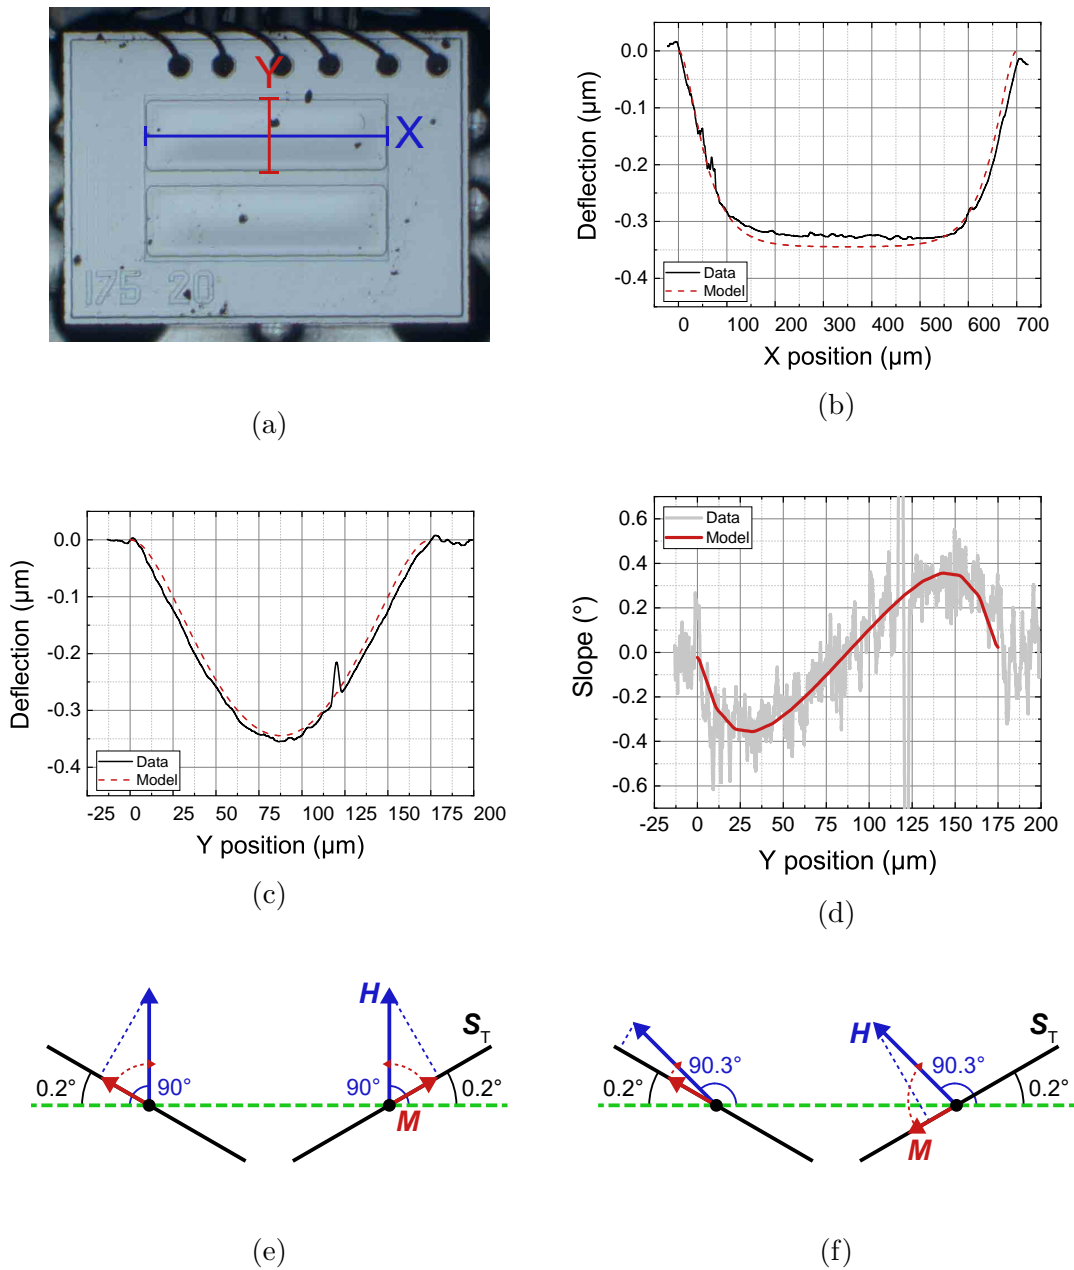 Y
X
175 20
(a)
Deflection (µm)
0.0
-0.1
-0.2
-0.3
-0.4
Data
Model
0 100 200 300 400 500 600 700
X position (µm)
(b)
Deflection (µm)
0.0
-0.1
-0.2
-0.3
-0.4
Data
Model
-25 0 25 50 75 100 125 150 175 200
Y position (µm)
(c)
Slope (°)
0.6
0.4
0.2
0.0
-0.2
-0.4
-0.6
Data
Model
-25 0 25 50 75 100 125 150 175 200
Y position (µm)
(d)
H
S_T
0.2° 90° 90° 0.2°
M
(e)
H
S_T
0.2° 90.3° 90.3° 0.2°
M
(f)